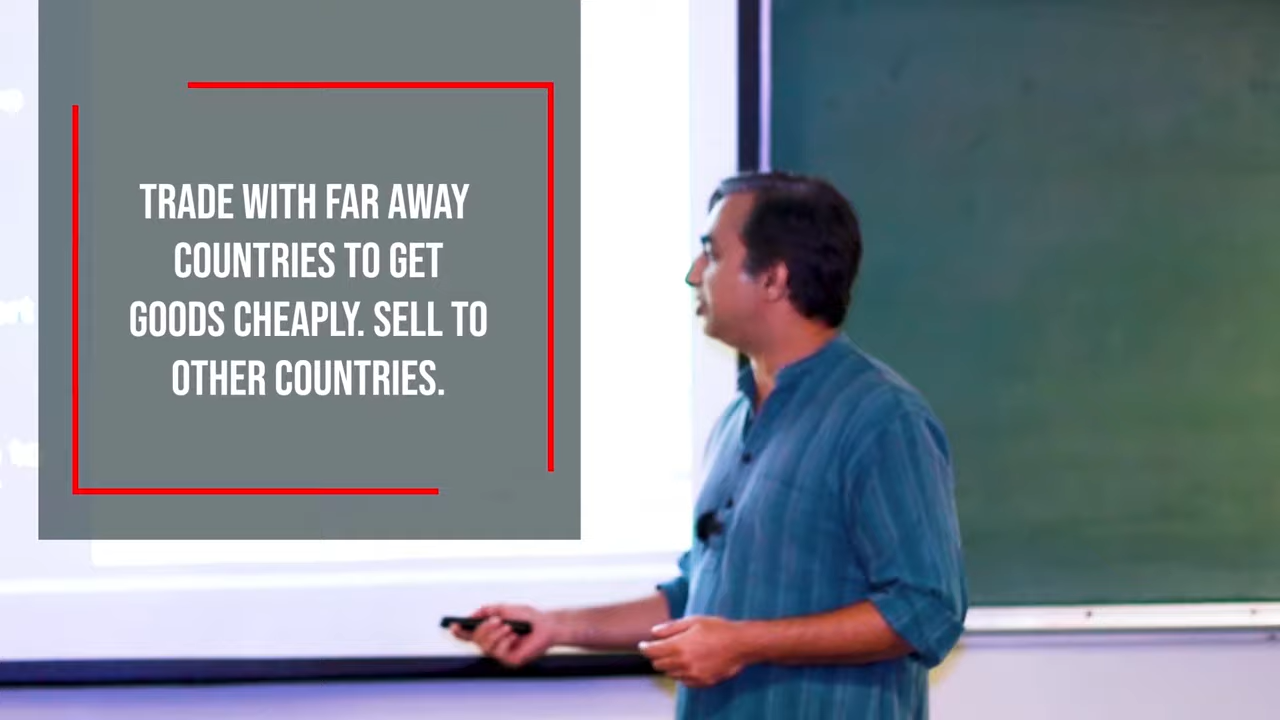 TRADE WITH FAR AWAY
COUNTRIES TO GET
GOODS CHEAPLY. SELL TO
OTHER COUNTRIES.